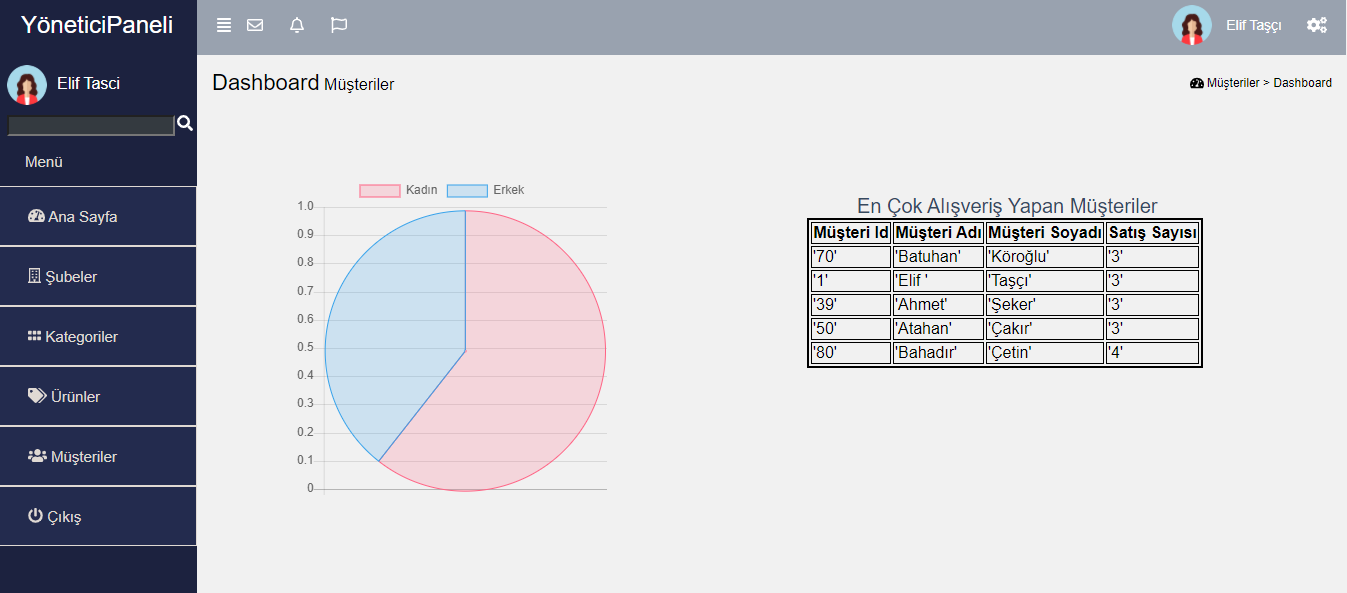 YöneticiPaneli
Elif Taşçı
Elif Tasci
Menü
Ana Sayfa
Şubeler
Kategoriler
Ürünler
Müşteriler
Çıkış
Dashboard Müşteriler
Müşteriler > Dashboard
Kadın Erkek
1.0
0.9
0.8
0.7
0.6
0.5
0.4
0.3
0.2
0.1
0
En Çok Alışveriş Yapan Müşteriler
Müşteri Id Müşteri Adı Müşteri Soyadı Satış Sayısı
'70' 'Batuhan' 'Köroğlu' '3'
'1' 'Elif ' 'Taşçı' '3'
'39' 'Ahmet' 'Şeker' '3'
'50' 'Atahan' 'Çakır' '3'
'80' 'Bahadır' 'Çetin' '4'